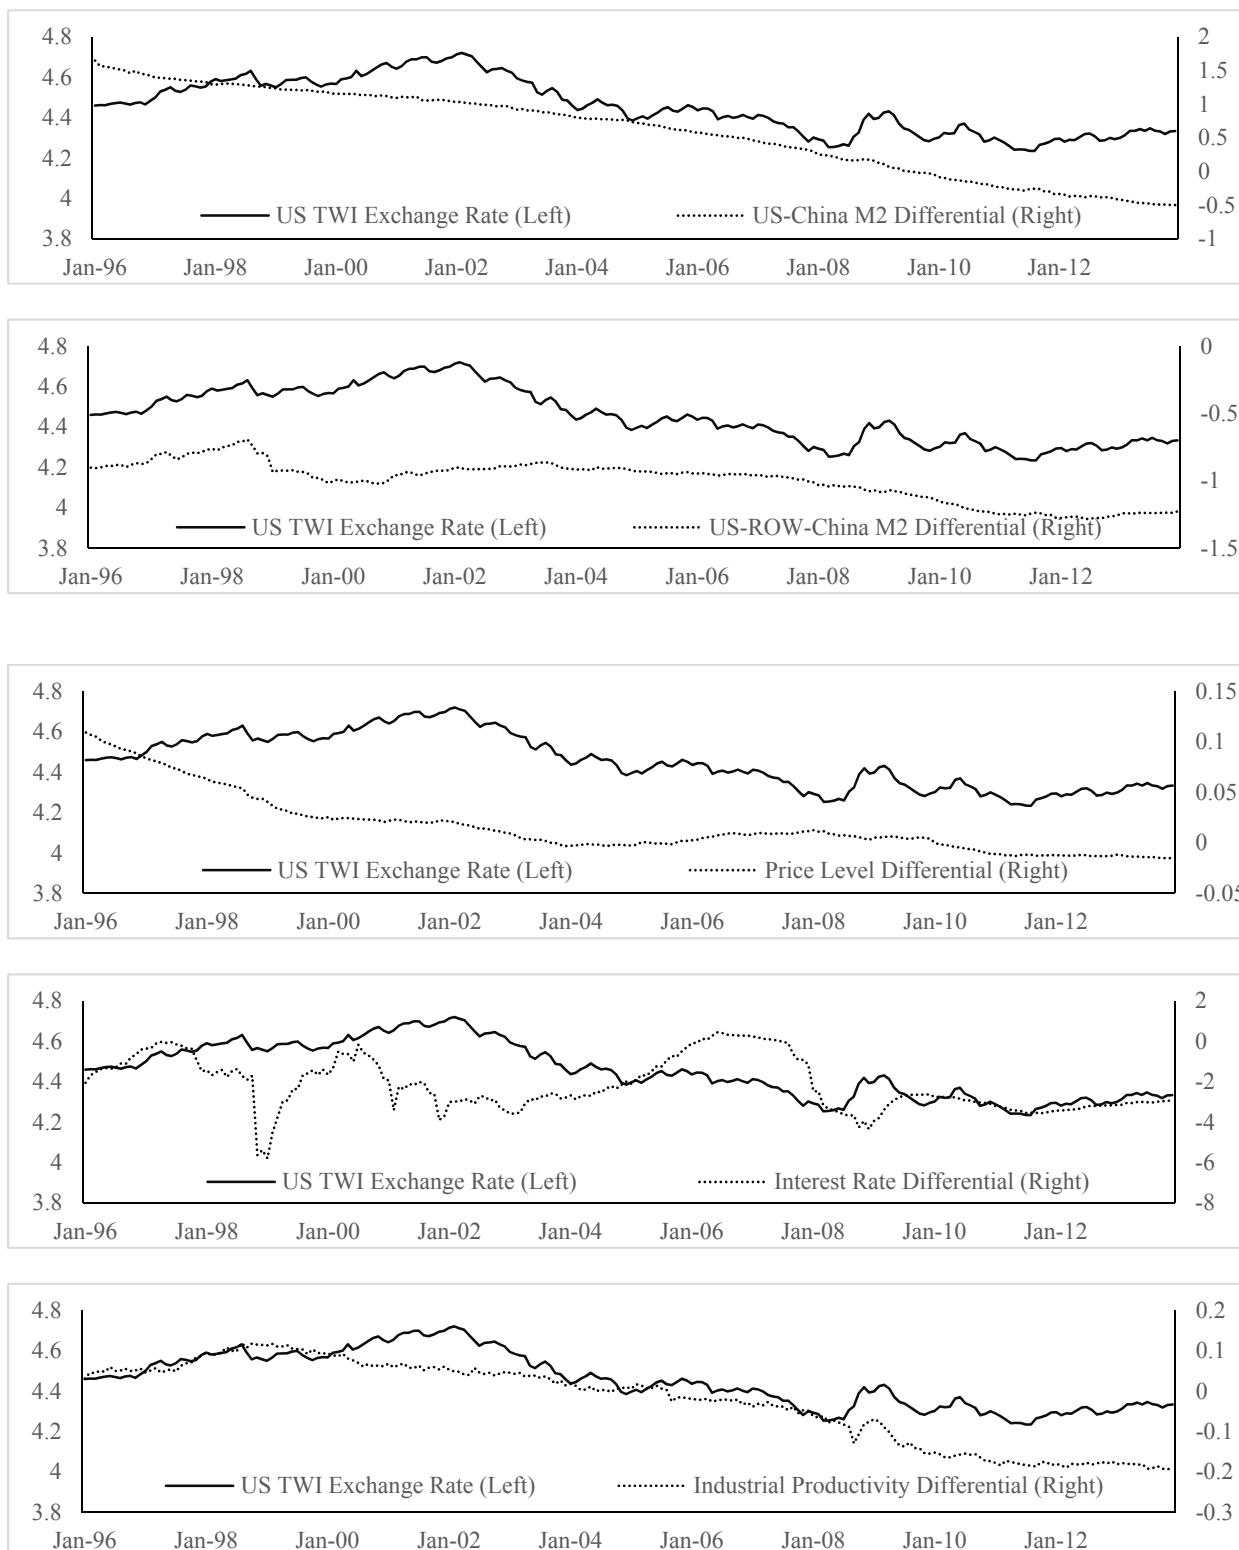 4.8 2
4.6 1.5
1
4.4 0.5
4.2 0
4 US TWI Exchange Rate (Left) US-China M2 Differential (Right) -0.5
3.8 -1
Jan-96 Jan-98 Jan-00 Jan-02 Jan-04 Jan-06 Jan-08 Jan-10 Jan-12
4.8 0
4.6
4.4 -0.5
4.2 -1
4 US TWI Exchange Rate (Left) US-ROW-China M2 Differential (Right)
3.8 -1.5
Jan-96 Jan-98 Jan-00 Jan-02 Jan-04 Jan-06 Jan-08 Jan-10 Jan-12
4.8 0.15
4.6 0.1
4.4 0.05
4.2 0
4 US TWI Exchange Rate (Left) Price Level Differential (Right)
3.8 -0.05
Jan-96 Jan-98 Jan-00 Jan-02 Jan-04 Jan-06 Jan-08 Jan-10 Jan-12
4.8 2
4.6 0
4.4 -2
4.2 -4
4 -6
US TWI Exchange Rate (Left) Interest Rate Differential (Right)
3.8 -8
Jan-96 Jan-98 Jan-00 Jan-02 Jan-04 Jan-06 Jan-08 Jan-10 Jan-12
4.8 0.2
4.6 0.1
4.4 0
4.2 -0.1
4 -0.2
US TWI Exchange Rate (Left) Industrial Productivity Differential (Right)
3.8 -0.3
Jan-96 Jan-98 Jan-00 Jan-02 Jan-04 Jan-06 Jan-08 Jan-10 Jan-12